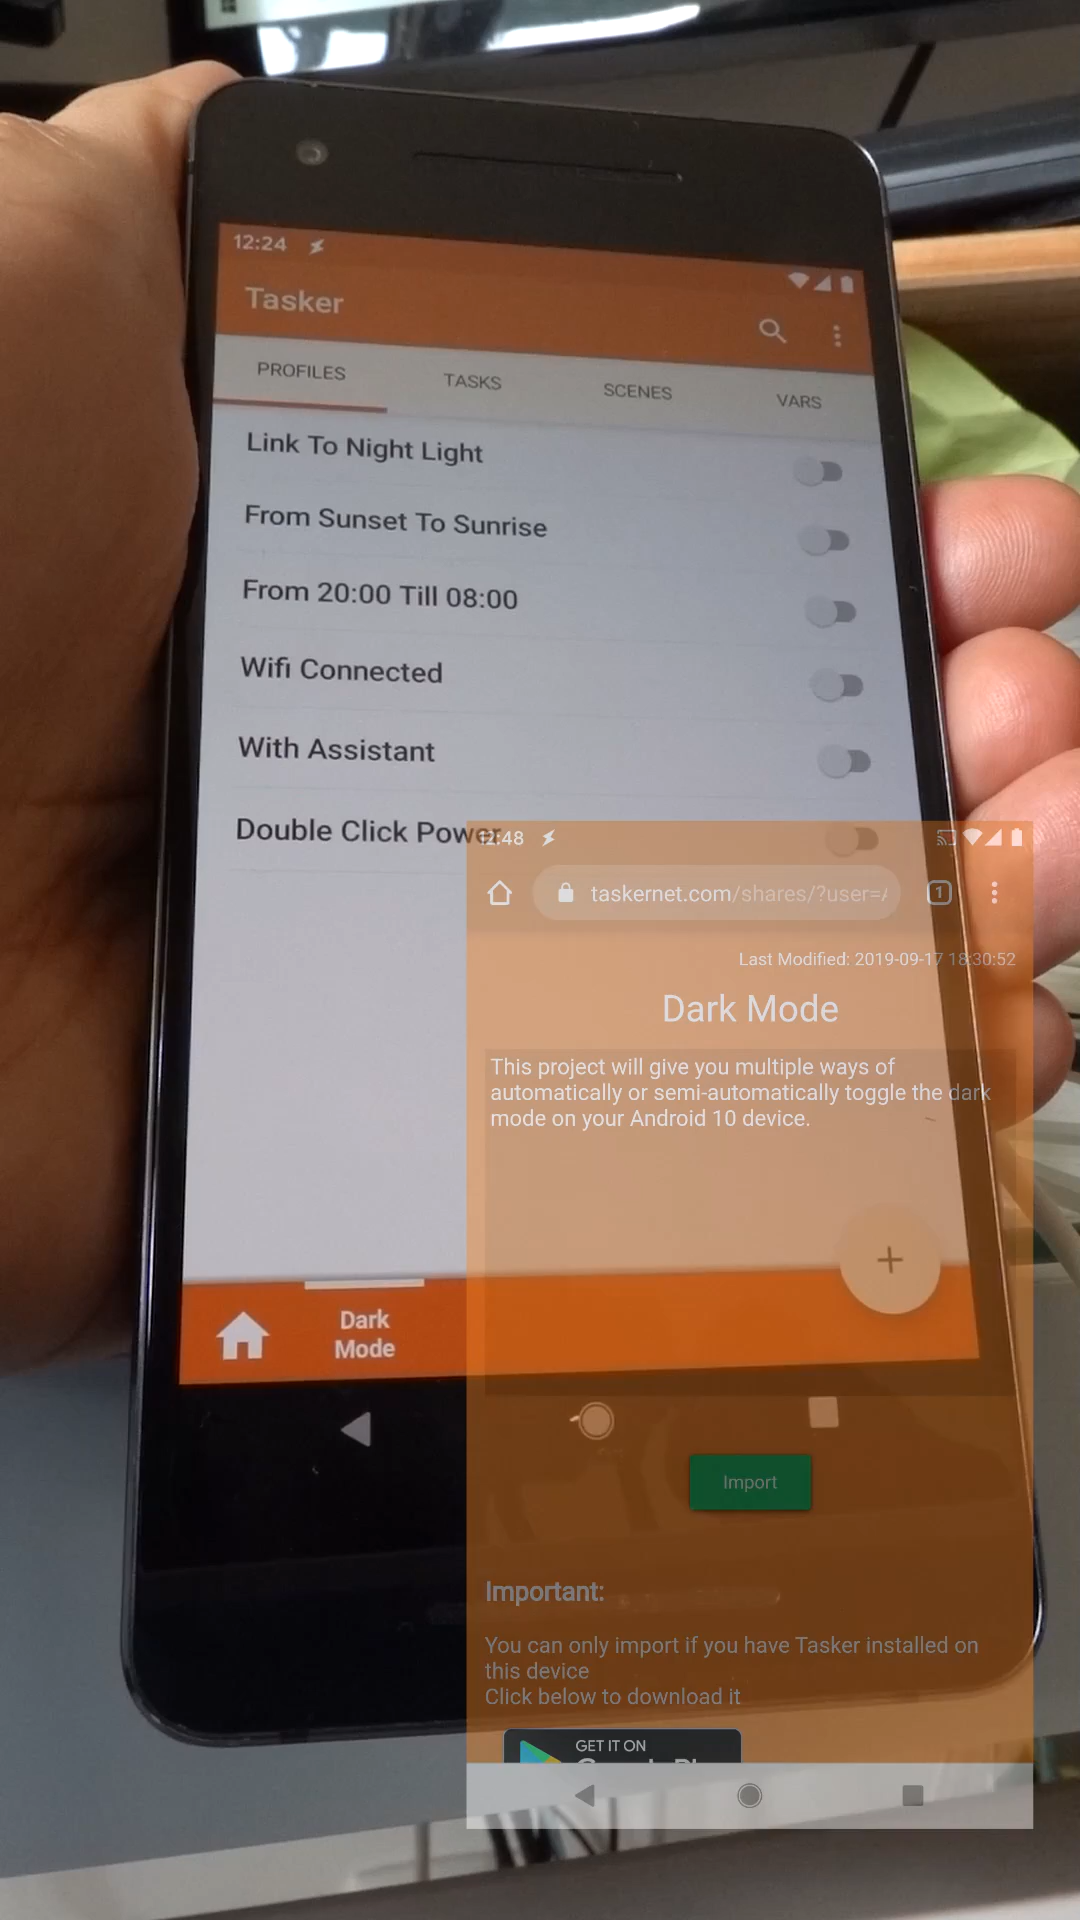 12:24
Tasker
PROFILES TASKS SCENES VARS
Link To Night Light
From Sunset To Sunrise
From 20:00 Till 08:00
Wifi Connected
With Assistant
Double Click Power
12:48
taskernet.com/shares/?user=
1
Last Modified: 2019-09-17 18:30:52
Dark Mode
This project will give you multiple ways of
automatically or semi-automatically toggle the dark
mode on your Android 10 device.
Dark
Mode
Import
Important:
You can only import if you have Tasker installed on
this device
Click below to download it
GET IT ON